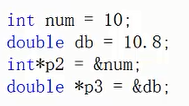 int num = 10;
double db = 10.8;
int*p2 = &num;
double *p3 = &db;